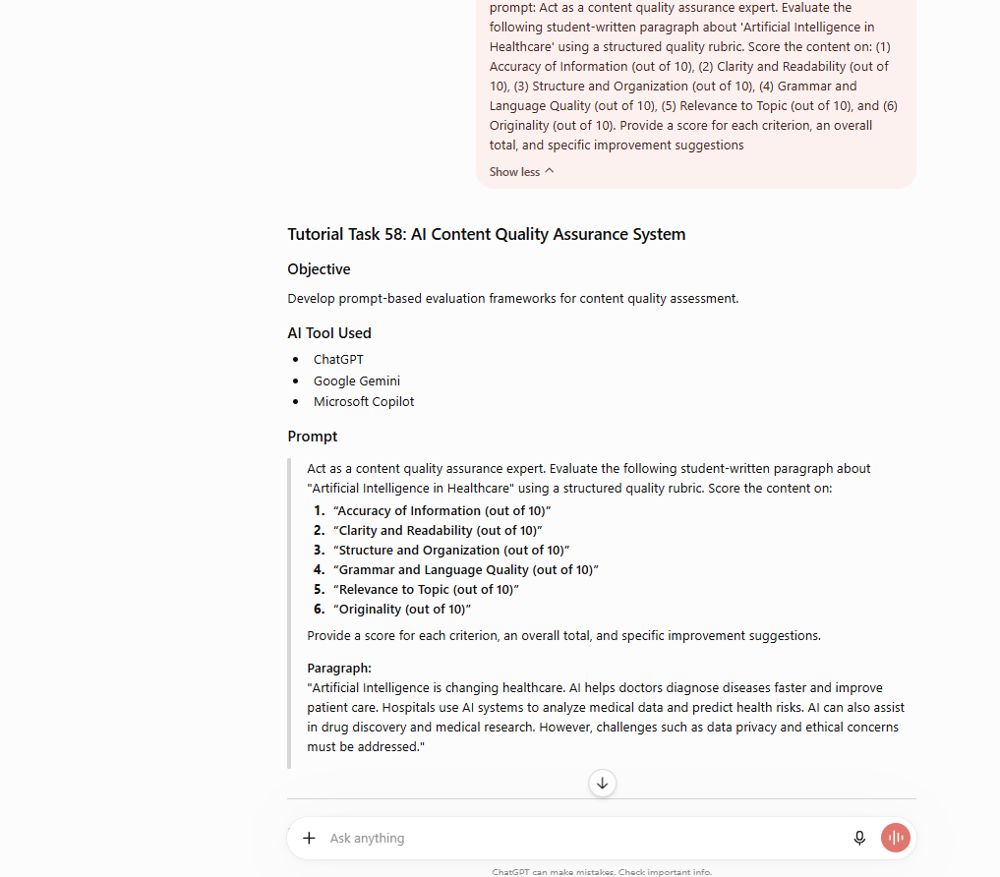 prompt: Act as a content quality assurance expert. Evaluate the
following student-written paragraph about 'Artificial Intelligence in
Healthcare' using a structured quality rubric. Score the content on: (1)
Accuracy of Information (out of 10), (2) Clarity and Readability (out of
10), (3) Structure and Organization (out of 10), (4) Grammar and
Language Quality (out of 10), (5) Relevance to Topic (out of 10), and (6)
Originality (out of 10). Provide a score for each criterion, an overall
total, and specific improvement suggestions
Show less
Tutorial Task 58: AI Content Quality Assurance System
Objective
Develop prompt-based evaluation frameworks for content quality assessment.
AI Tool Used
• ChatGPT
• Google Gemini
• Microsoft Copilot
Prompt
Act as a content quality assurance expert. Evaluate the following student-written paragraph about
"Artificial Intelligence in Healthcare" using a structured quality rubric. Score the content on:
1. “Accuracy of Information (out of 10)”
2. “Clarity and Readability (out of 10)”
3. “Structure and Organization (out of 10)”
4. “Grammar and Language Quality (out of 10)”
5. “Relevance to Topic (out of 10)”
6. “Originality (out of 10)”
Provide a score for each criterion, an overall total, and specific improvement suggestions.
Paragraph:
"Artificial Intelligence is changing healthcare. AI helps doctors diagnose diseases faster and improve
patient care. Hospitals use AI systems to analyze medical data and predict health risks. AI can also assist
in drug discovery and medical research. However, challenges such as data privacy and ethical concerns
must be addressed."
Ask anything
ChatGPT can make mistakes. Check important info.